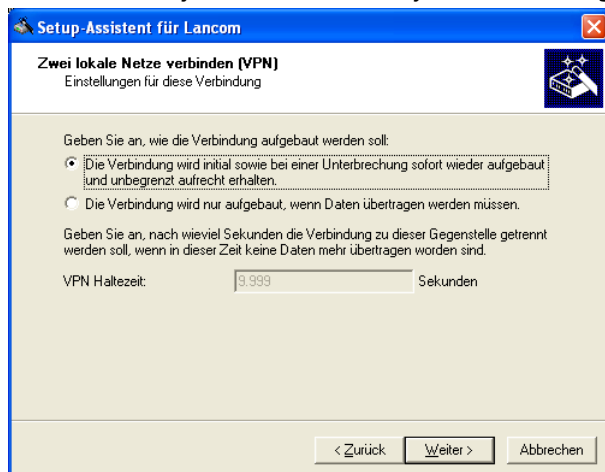 Setup-Assistent für Lancom
Zwei lokale Netze verbinden (VPN)
Einstellungen für diese Verbindung
Geben Sie an, wie die Verbindung aufgebaut werden soll:
Die Verbindung wird initial sowie bei einer Unterbrechung sofort wieder aufgebaut
und unbegrenzt aufrecht erhalten.
Die Verbindung wird nur aufgebaut, wenn Daten übertragen werden müssen.
Geben Sie an, nach wieviel Sekunden die Verbindung zu dieser Gegenstelle getrennt
werden soll, wenn in dieser Zeit keine Daten mehr übertragen worden sind.
VPN Haltezeit: 9.999 Sekunden
< Zurück Weiter > Abbrechen